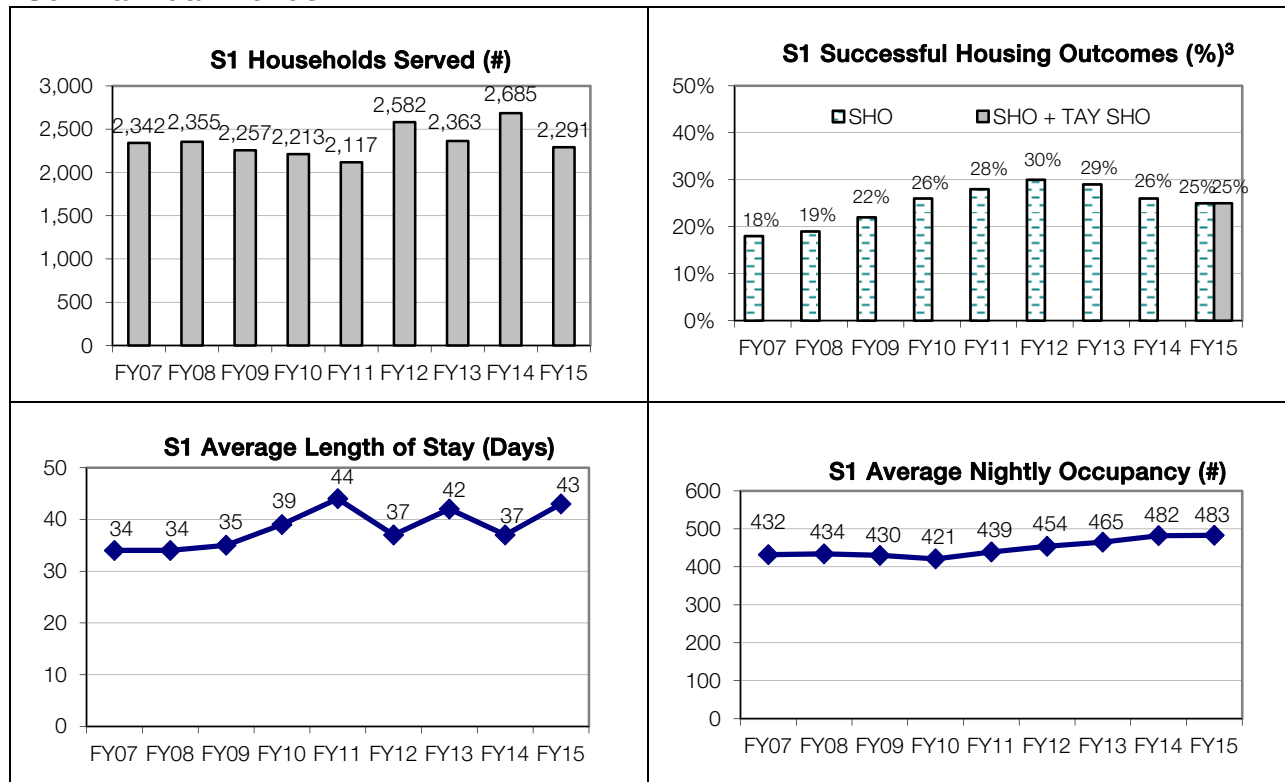 S1 Households Served (#)
3,000
2,500
2,000
1,500
1,000
500
0
2,342 2,355 2,257 2,213 2,117 2,582 2,363 2,685 2,291
FY07 FY08 FY09 FY10 FY11 FY12 FY13 FY14 FY15
S1 Successful Housing Outcomes (%)³
50%
40%
30%
20%
10%
0%
SHO SHO + TAY SHO
18% 19% 22% 26% 28% 30% 29% 26% 25% 25%
FY07 FY08 FY09 FY10 FY11 FY12 FY13 FY14 FY15
S1 Average Length of Stay (Days)
50
40
30
20
10
0
34 34 35 39 44 37 42 37 43
FY07 FY08 FY09 FY10 FY11 FY12 FY13 FY14 FY15
S1 Average Nightly Occupancy (#)
600
500
400
300
200
100
0
432 434 430 421 439 454 465 482 483
FY07 FY08 FY09 FY10 FY11 FY12 FY13 FY14 FY15